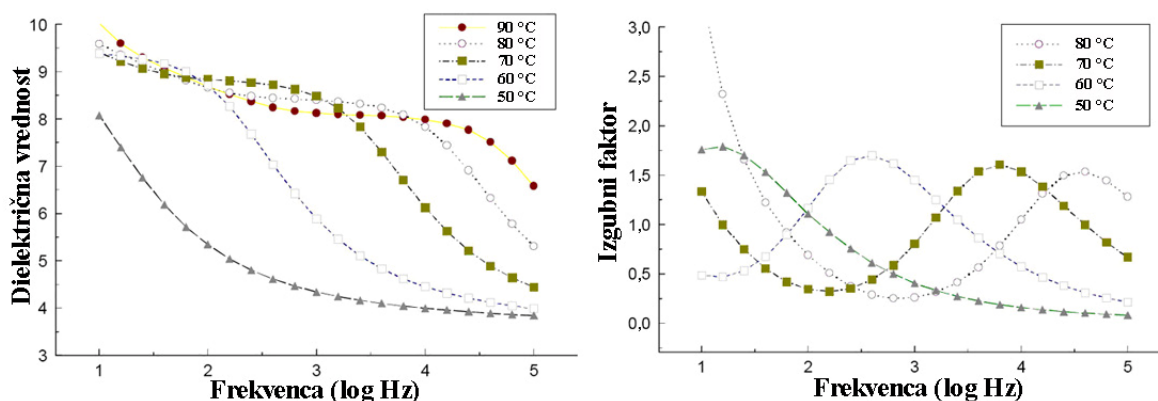 Dielektrična vrednost
10
9
8
7
6
5
4
3
90 °C
80 °C
70 °C
60 °C
50 °C
1 2 3 4 5
Frekvenca (log Hz)
Izgubni faktor
3,0
2,5
2,0
1,5
1,0
0,5
0,0
80 °C
70 °C
60 °C
50 °C
1 2 3 4 5
Frekvenca (log Hz)